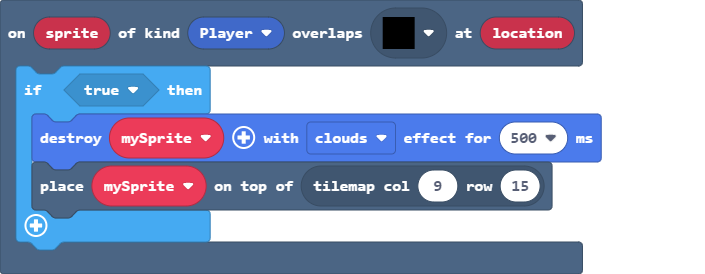 on sprite of kind Player overlaps at location
if true then
destroy mySprite with clouds effect for 500 ms
place mySprite on top of tilemap col 9 row 15